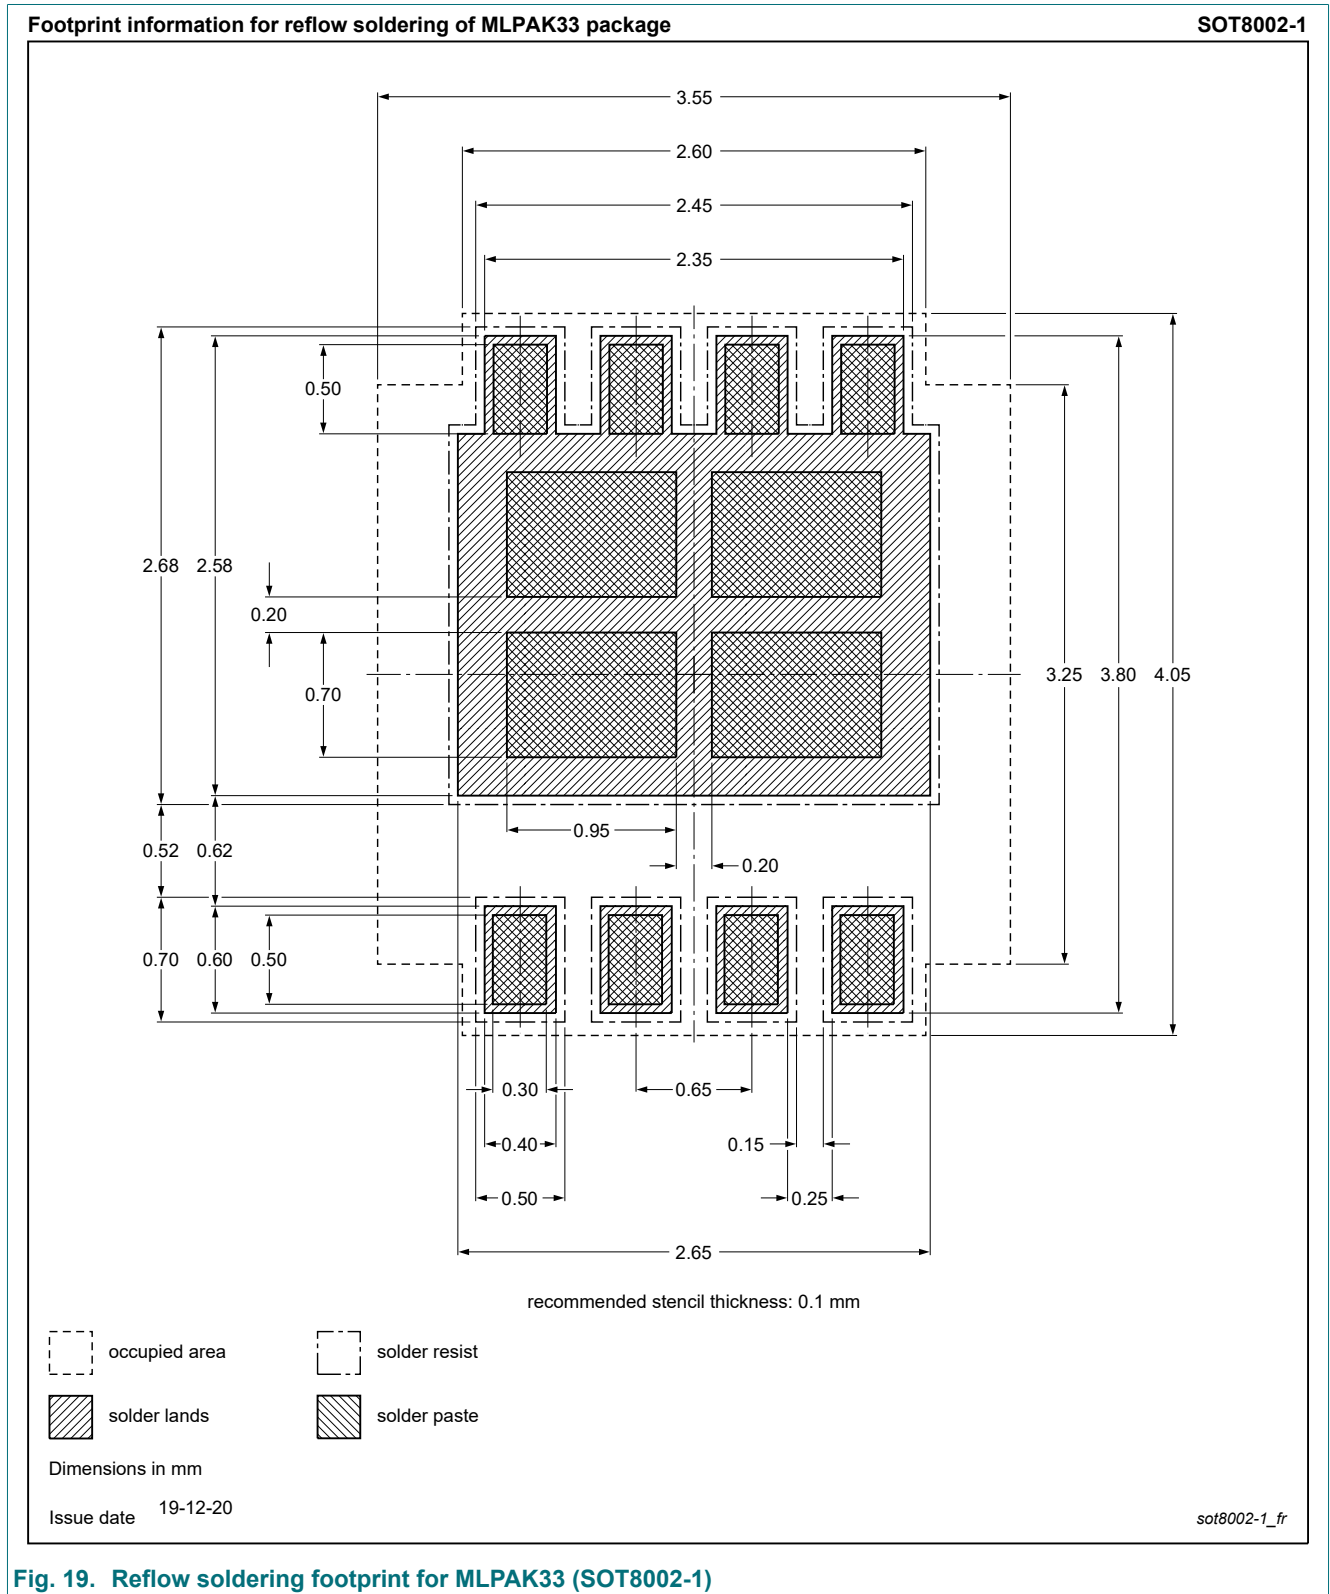 Footprint information for reflow soldering of MLPAK33 package SOT8002-1
3.55
2.60
2.45
2.35
0.50
2.68 2.58
0.20
3.25 3.80 4.05
0.70
0.95
0.52 0.62
0.20
0.70 0.60 0.50
0.30 0.65
0.40 0.15
0.50 0.25
2.65
recommended stencil thickness: 0.1 mm
occupied area solder resist
solder lands solder paste
Dimensions in mm
Issue date 19-12-20
sot8002-1_fr
Fig. 19. Reflow soldering footprint for MLPAK33 (SOT8002-1)